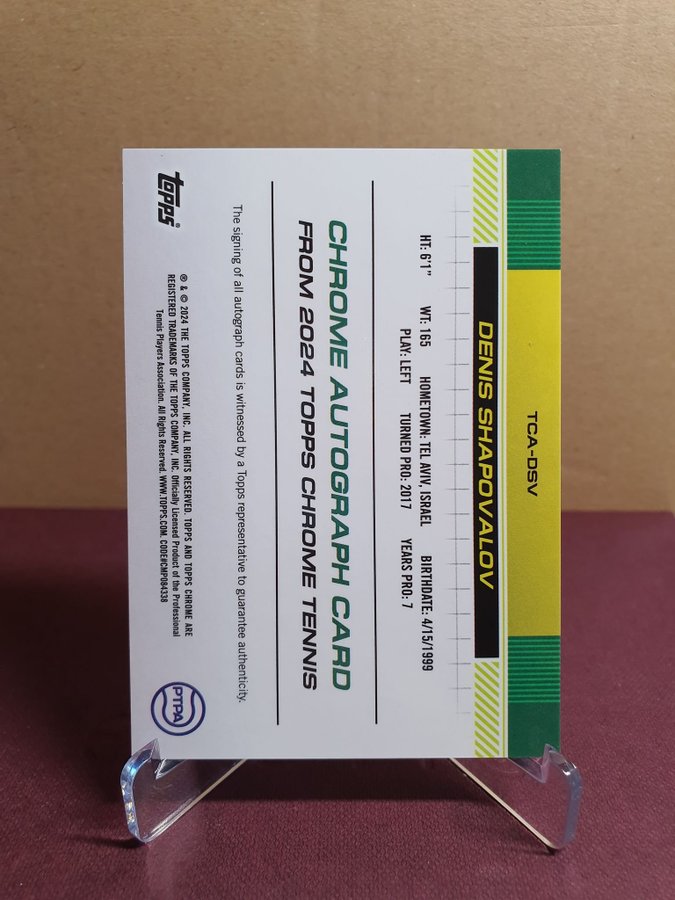 TCA-DSV
DENIS SHAPOVALOV
HT: 6'1" WT: 165 HOMETOWN: TEL AVIV, ISRAEL BIRTHDATE: 4/15/1999
PLAY: LEFT TURNED PRO: 2017 YEARS PRO: 7
CHROME AUTOGRAPH CARD
FROM 2024 TOPPS CHROME TENNIS
The signing of all autograph cards is witnessed by a Topps representative to guarantee authenticity.
topps®
® & © 2024 THE TOPPS COMPANY, INC. ALL RIGHTS RESERVED. TOPPS AND TOPPS CHROME ARE
REGISTERED TRADEMARKS OF THE TOPPS COMPANY, INC. Officially Licensed Product of the Professional
Tennis Players Association. All Rights Reserved. WWW.TOPPS.COM. CODE#CMP084338
PTPA